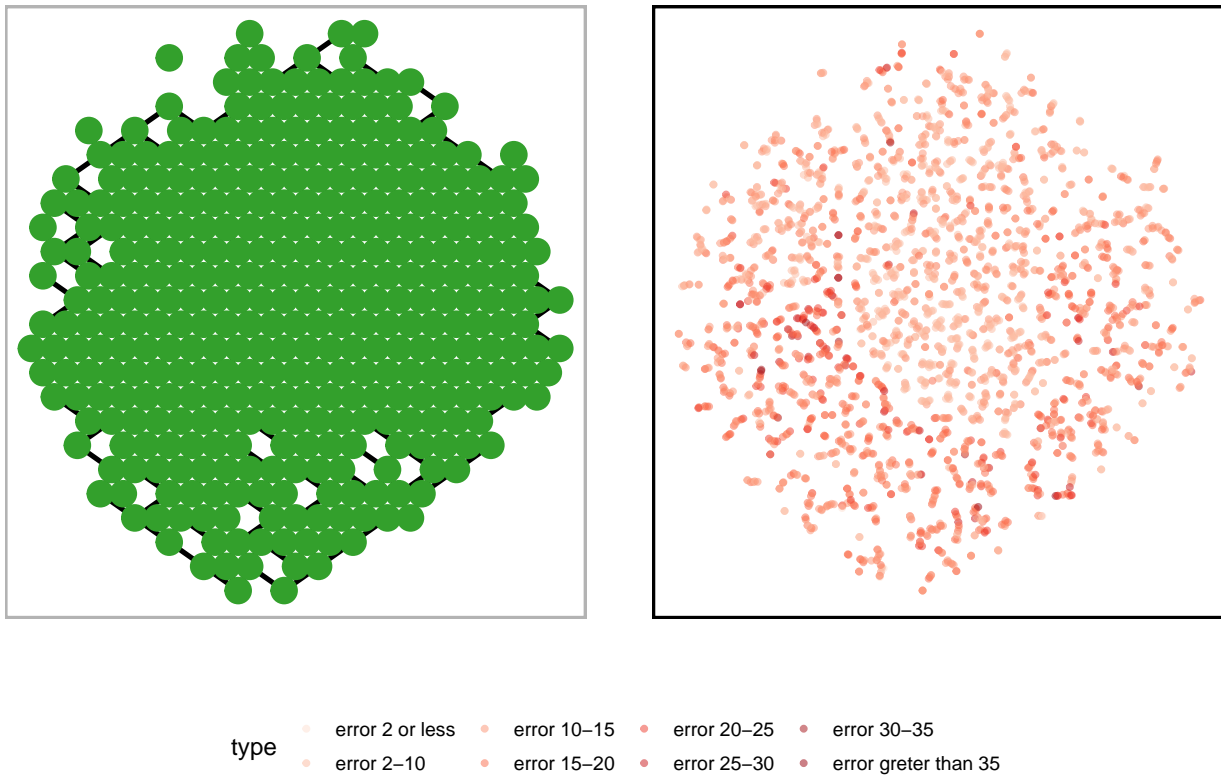 type
error 2 or less
error 10−15
error 20−25
error 30−35
error 2−10
error 15−20
error 25−30
error greter than 35